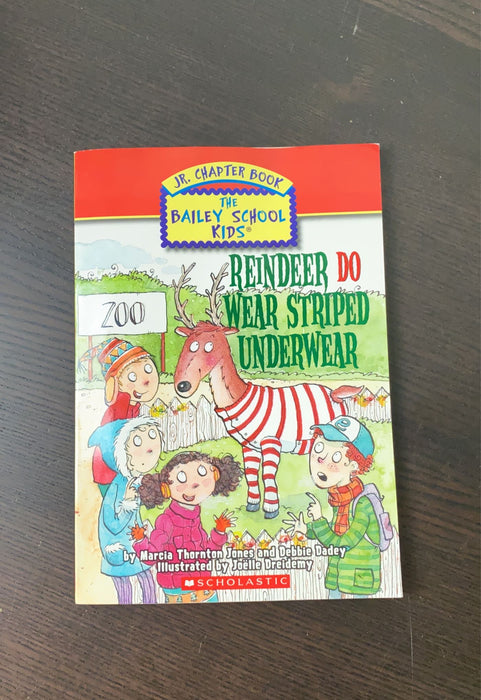 JR. CHAPTER BOOK
THE
BAILEY SCHOOL
KIDS®
REINDEER DO
WEAR STRIPED
UNDERWEAR
ZOO
by Marcia Thornton Jones and Debbie Dadey
Illustrated by Joëlle Dreidemy
SCHOLASTIC